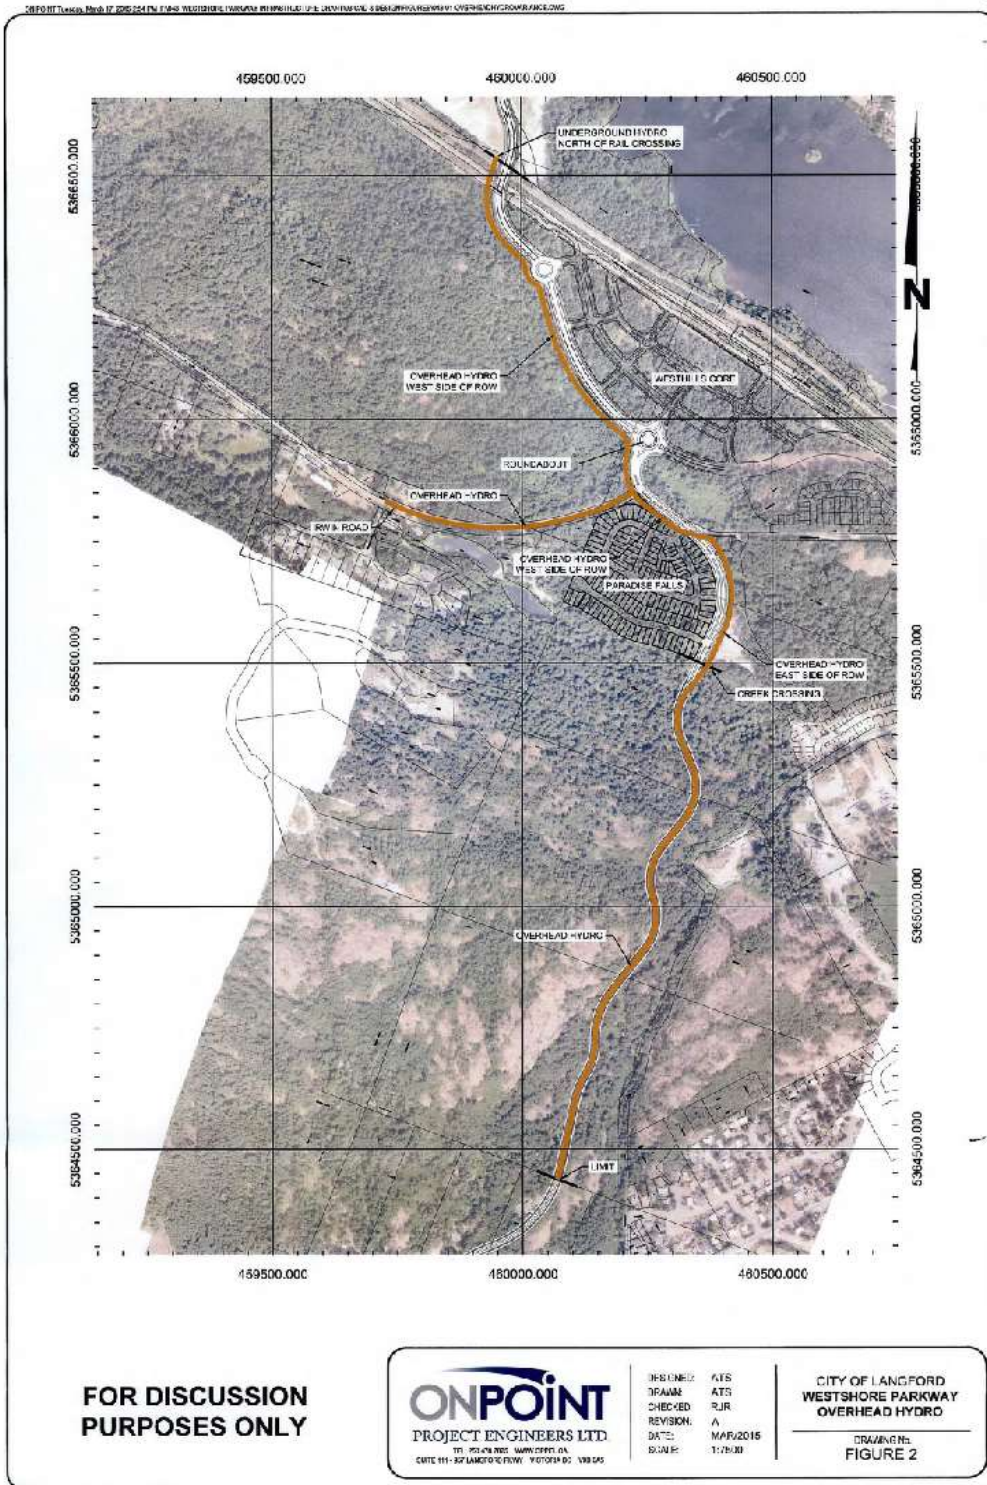 459500.000
460000.000
460500.000
UNDERGROUND HYDRO
NORTH OF RAIL CROSSING
5366500.000
5366500.000
N
OVERHEAD HYDRO
WEST SIDE OF ROW
WESTHILLS CORE
5366000.000
5366000.000
ROUNDABOUT
OVERHEAD HYDRO
IRWIN ROAD
OVERHEAD HYDRO
WEST SIDE OF ROW
PARADISE FALLS
5365500.000
5365500.000
OVERHEAD HYDRO
EAST SIDE OF ROW
CREEK CROSSING
5365000.000
5365000.000
OVERHEAD HYDRO
5364500.000
5364500.000
LIMIT
459500.000
460000.000
460500.000
FOR DISCUSSION
PURPOSES ONLY
ONPOINT
PROJECT ENGINEERS LTD.
DESIGNED: ATS
DRAWN: ATS
CHECKED: RJR
REVISION: A
DATE: MAR/2015
SCALE: 1:7500
CITY OF LANGFORD
WESTSHORE PARKWAY
OVERHEAD HYDRO
DRAWING No.
FIGURE 2